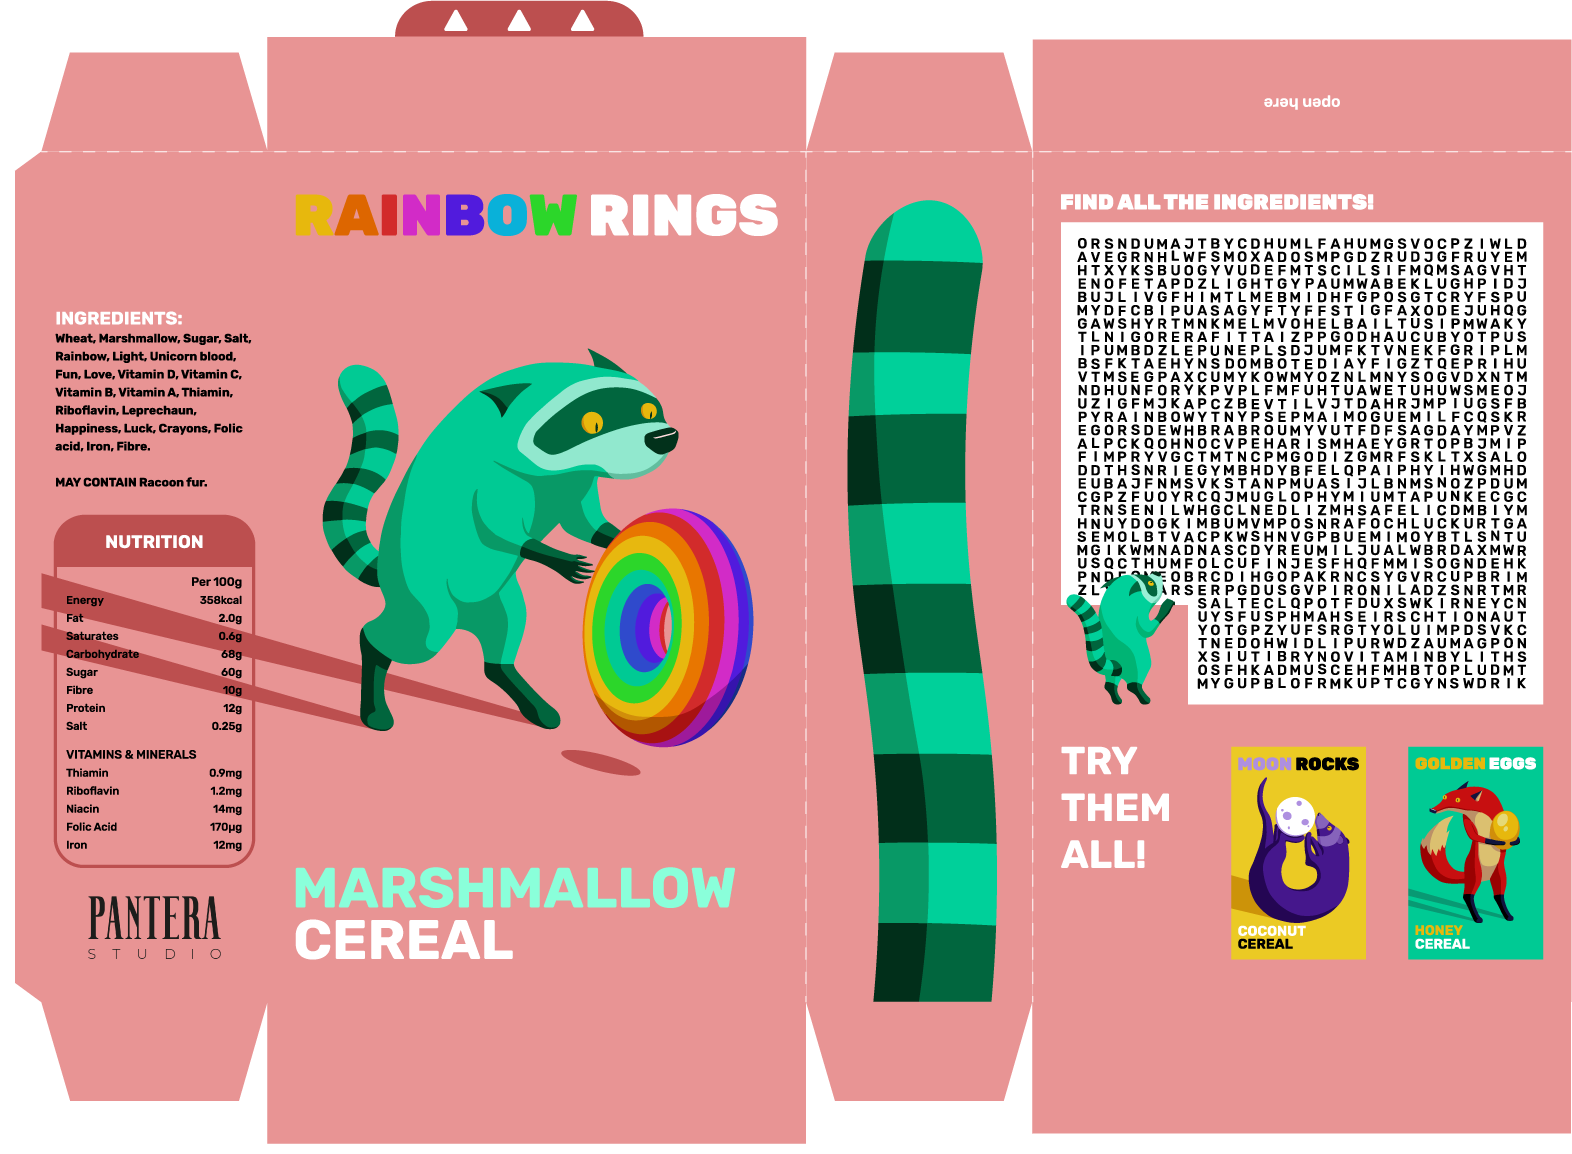 open here
RAINBOW RINGS
INGREDIENTS:
Wheat, Marshmallow, Sugar, Salt,
Rainbow, Light, Unicorn blood,
Fun, Love, Vitamin D, Vitamin C,
Vitamin B, Vitamin A, Thiamin,
Riboflavin, Leprechaun,
Happiness, Luck, Crayons, Folic
acid, Iron, Fibre.
MAY CONTAIN Racoon fur.
NUTRITION
Per 100g
Energy 358kcal
Fat 2.0g
Saturates 0.6g
Carbohydrate 68g
Sugar 60g
Fibre 10g
Protein 12g
Salt 0.25g
VITAMINS & MINERALS
Thiamin 0.9mg
Riboflavin 1.2mg
Niacin 14mg
Folic Acid 170µg
Iron 12mg
PANTERA
STUDIO
MARSHMALLOW
CEREAL
FIND ALL THE INGREDIENTS!
ORSNDUMAJTBYCDHUMLFAHUMGSVOCPZIWLD
AVEGRNHLWFSMOXADOSMPGDZRUDJGFRUYEM
HTXYKSBUOGYVUDEFMTSCILSIFMQMSAGVHT
ENOFETAPDZLIGHTGYPAUMWABEKLUGHPIDJ
BUJLIVGFHIMTLMEBMIDHFGPOSGTCRYFSPU
MYDFCBIPUASAGYFTYFFSTIGFAXODEJUHQG
GAWSHYRTMNKMELMVOHELBAILTUSIPMWAKY
TLNIGORERAFITTAIZPPGODHAUCUBYOTPUS
IPUMBDZLEPUNEPLSDJUMFKTVNEKFGRIPLM
BSFKTAEHYNSDOMBOTEDIAYFIGZTQEPRIHU
VTMSEGPAXCUMYKOWMYOZNLMNYSOGVDXNTM
NDHUNFORYKPVPLFMFUHTUAWETUHUWSMEOJ
UZIGFMJKAPCZBEVTILVJTDAHRJMPIUGSFB
PYRAINBOWYTNYPSEPMAIMOGUEMILFCQSKR
EGORSDEWHBRABROUMYVUTFDFSAGDAYMPVZ
ALPCKQOHNOCVPEHARISMHAEYGRTOPBJMIP
FIMPRYVGCTMTNCPMGODIZGMRFSKLTXSALO
DDTHSNRIEGYMBHDYBFELQPAIPHYIHWGMHD
EUBAJFNMSVKSTANPMUASIJLBNMSNOZPDUM
CGPZFUOYRCQJMUGLOPHYMIUMTAPUNKECGC
TRNSENILWHGCLNEDLIZMHSAFELICDMBIYM
HNUYDOGKIMBUMVMPOSNRAFOCHLUCKURTGA
SEMOLBTVACPKWSHNVGPBUEMIMOYBTLSNTU
MGIKWMNADNASCDYREUMILJUALWBRDAXMWR
USQCTHUMFOLCUFINJESFHQFMMISOGNDEHK
PND OBRCDIHGOPAKRNCSYGVRCUPBRIM
ZL ARSERPGDUSGVPIRONILADZSNRTMR
SALTECLQPOTFDUXSWKIRNEYCN
UYSFUSPHMAHSEIRSCHTIQNAUT
YOTGPZYUFSRGTYOLUIMPDSVKC
TNEDOHWIDLIPURWDZAUMAGPON
XSIUTIBRYNOVITAMINBYLITHS
OSFHKADMUSCEHFMHBTOPLUDMT
MYGUPBLOFRMKUPTCGYNSWDRIK
TRY
THEM
ALL!
MOON ROCKS
COCONUT
CEREAL
GOLDEN EGGS
HONEY
CEREAL